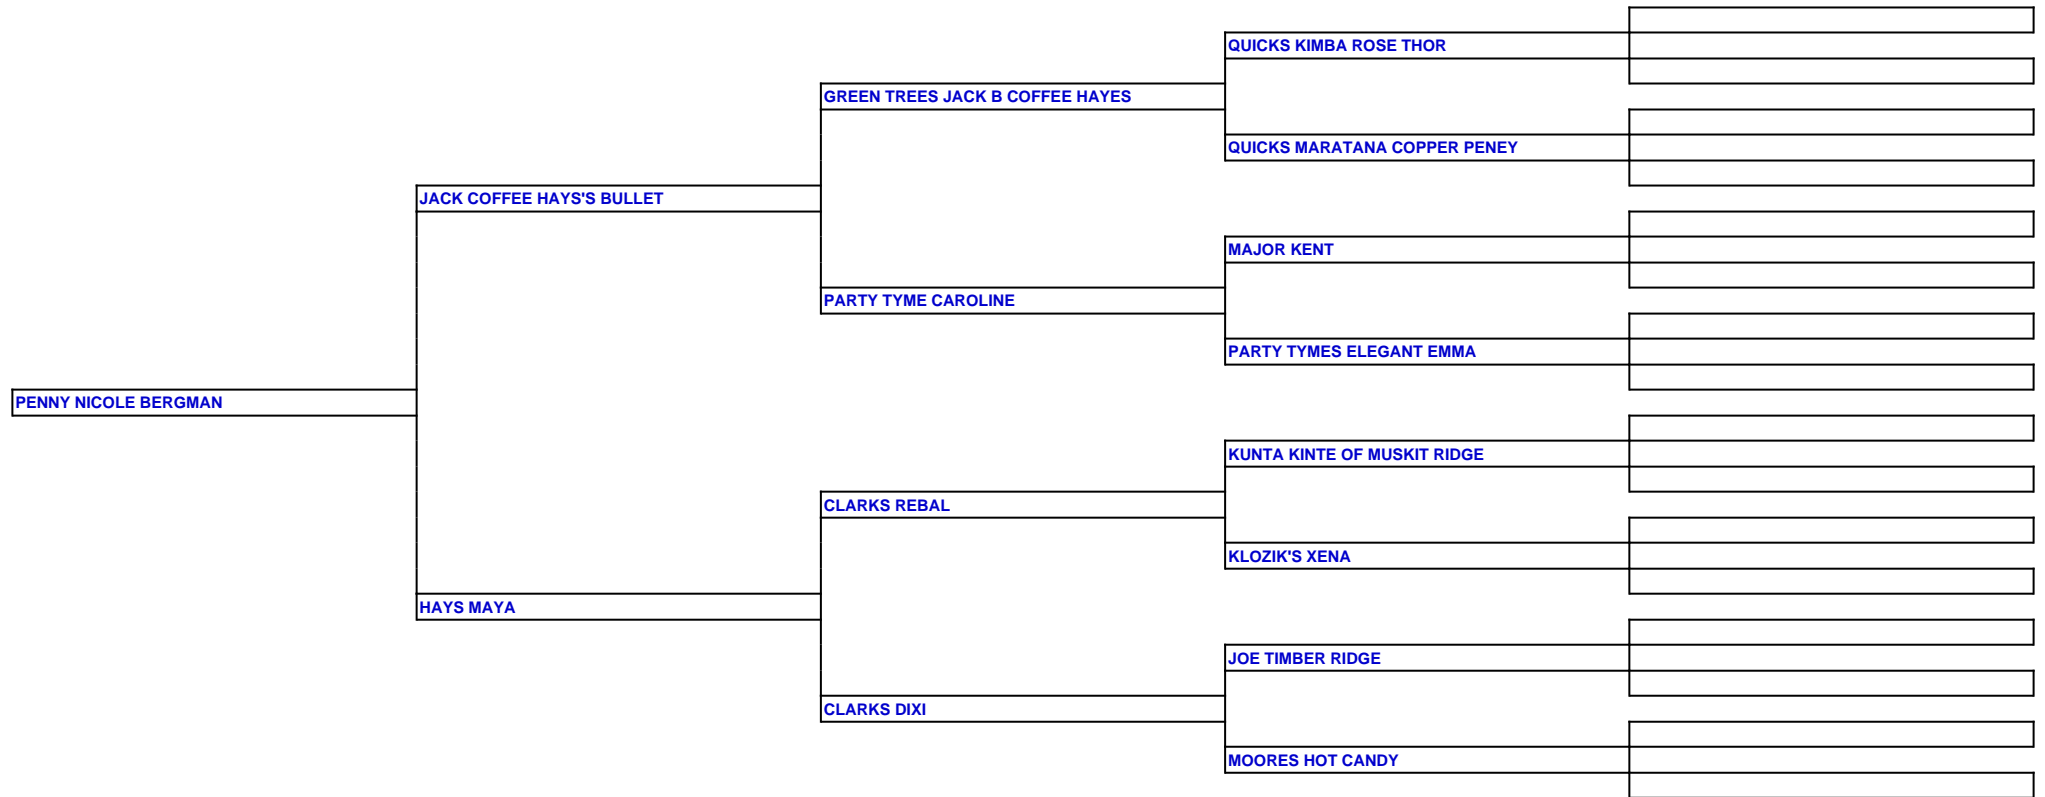 QUICKS KIMBA ROSE THOR
GREEN TREES JACK B COFFEE HAYES
QUICKS MARATANA COPPER PENEY
JACK COFFEE HAYS'S BULLET
MAJOR KENT
PARTY TYME CAROLINE
PARTY TYMES ELEGANT EMMA
PENNY NICOLE BERGMAN
KUNTA KINTE OF MUSKIT RIDGE
CLARKS REBAL
KLOZIK'S XENA
HAYS MAYA
JOE TIMBER RIDGE
CLARKS DIXI
MOORES HOT CANDY